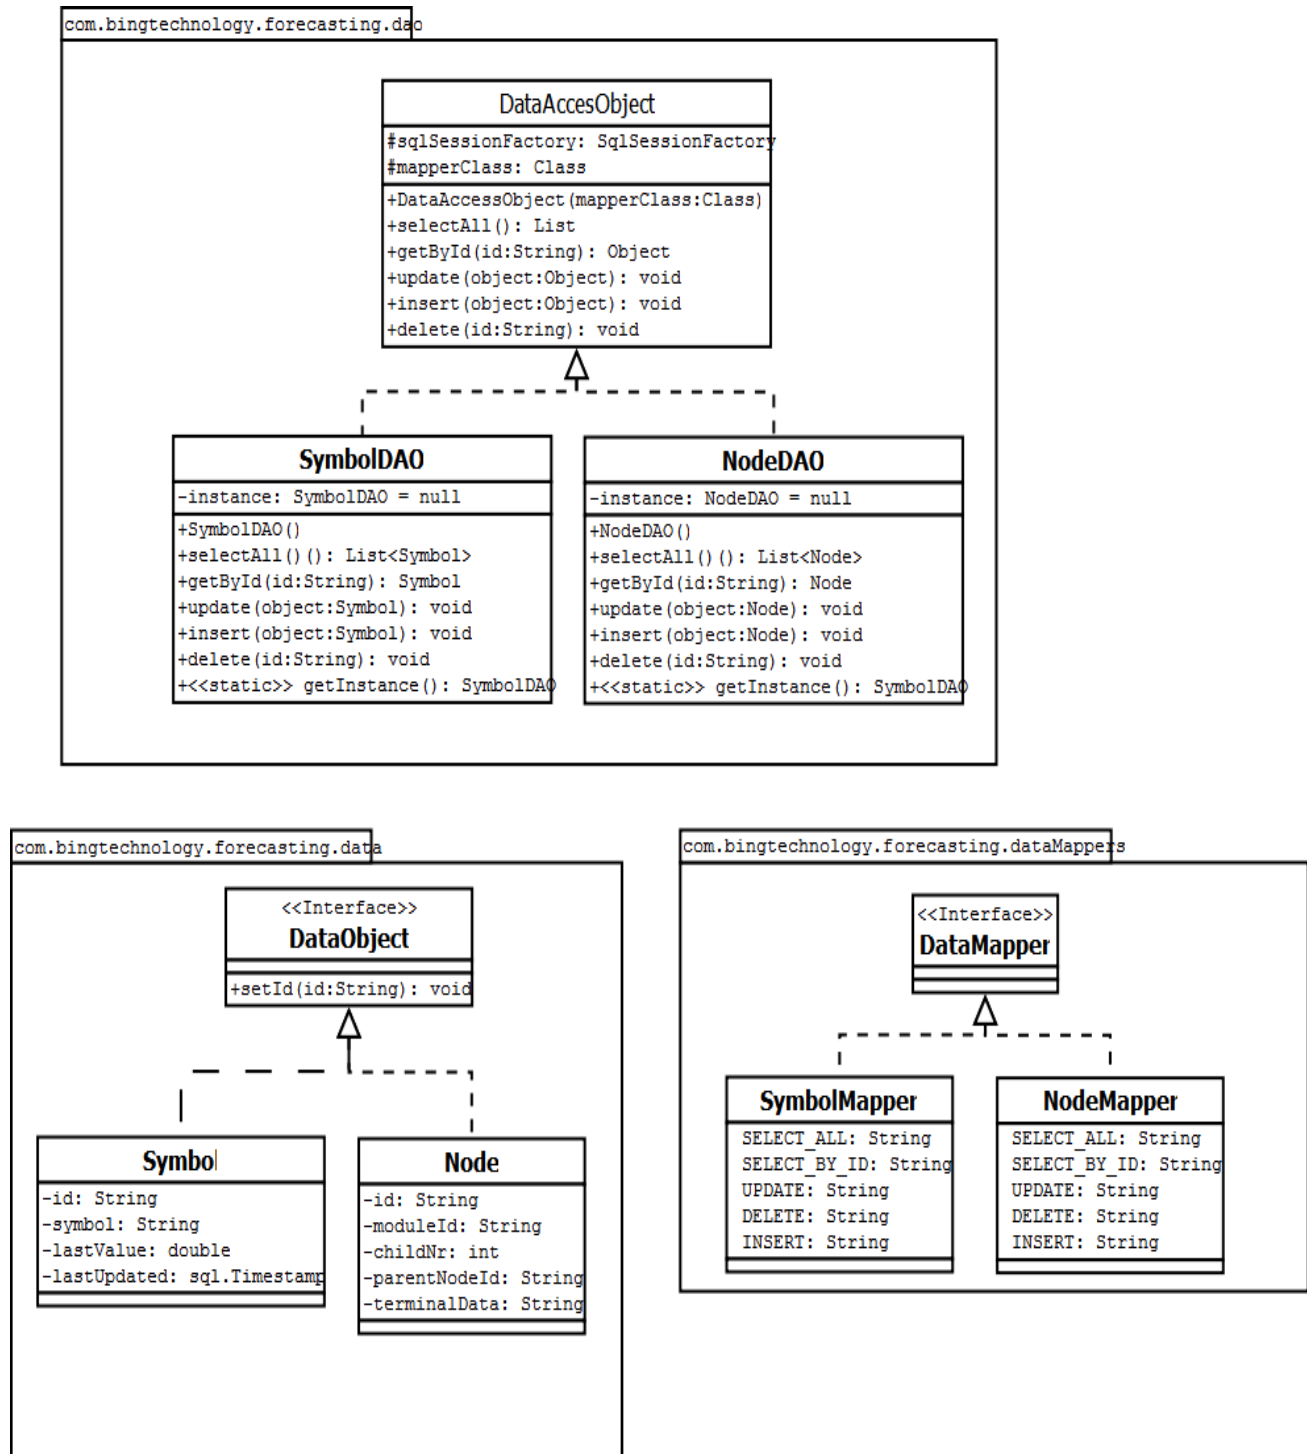 com.bingtechnology.forecasting.dao
DataAccesObject
#sqlSessionFactory: SqlSessionFactory
#mapperClass: Class
+DataAccessObject(mapperClass:Class)
+selectAll(): List
+getById(id:String): Object
+update(object:Object): void
+insert(object:Object): void
+delete(id:String): void
SymbolDAO
-instance: SymbolDAO = null
+SymbolDAO()
+selectAll()(): List<Symbol>
+getById(id:String): Symbol
+update(object:Symbol): void
+insert(object:Symbol): void
+delete(id:String): void
+<<static>> getInstance(): SymbolDAO
NodeDAO
-instance: NodeDAO = null
+NodeDAO()
+selectAll()(): List<Node>
+getById(id:String): Node
+update(object:Node): void
+insert(object:Node): void
+delete(id:String): void
+<<static>> getInstance(): SymbolDAO
com.bingtechnology.forecasting.data
<<Interface>>
DataObject
+setId(id:String): void
Symbol
-id: String
-symbol: String
-lastValue: double
-lastUpdated: sql.Timestamp
Node
-id: String
-moduleId: String
-childNr: int
-parentNodeId: String
-terminalData: String
com.bingtechnology.forecasting.dataMappers
<<Interface>>
DataMapper
SymbolMapper
SELECT_ALL: String
SELECT_BY_ID: String
UPDATE: String
DELETE: String
INSERT: String
NodeMapper
SELECT_ALL: String
SELECT_BY_ID: String
UPDATE: String
DELETE: String
INSERT: String